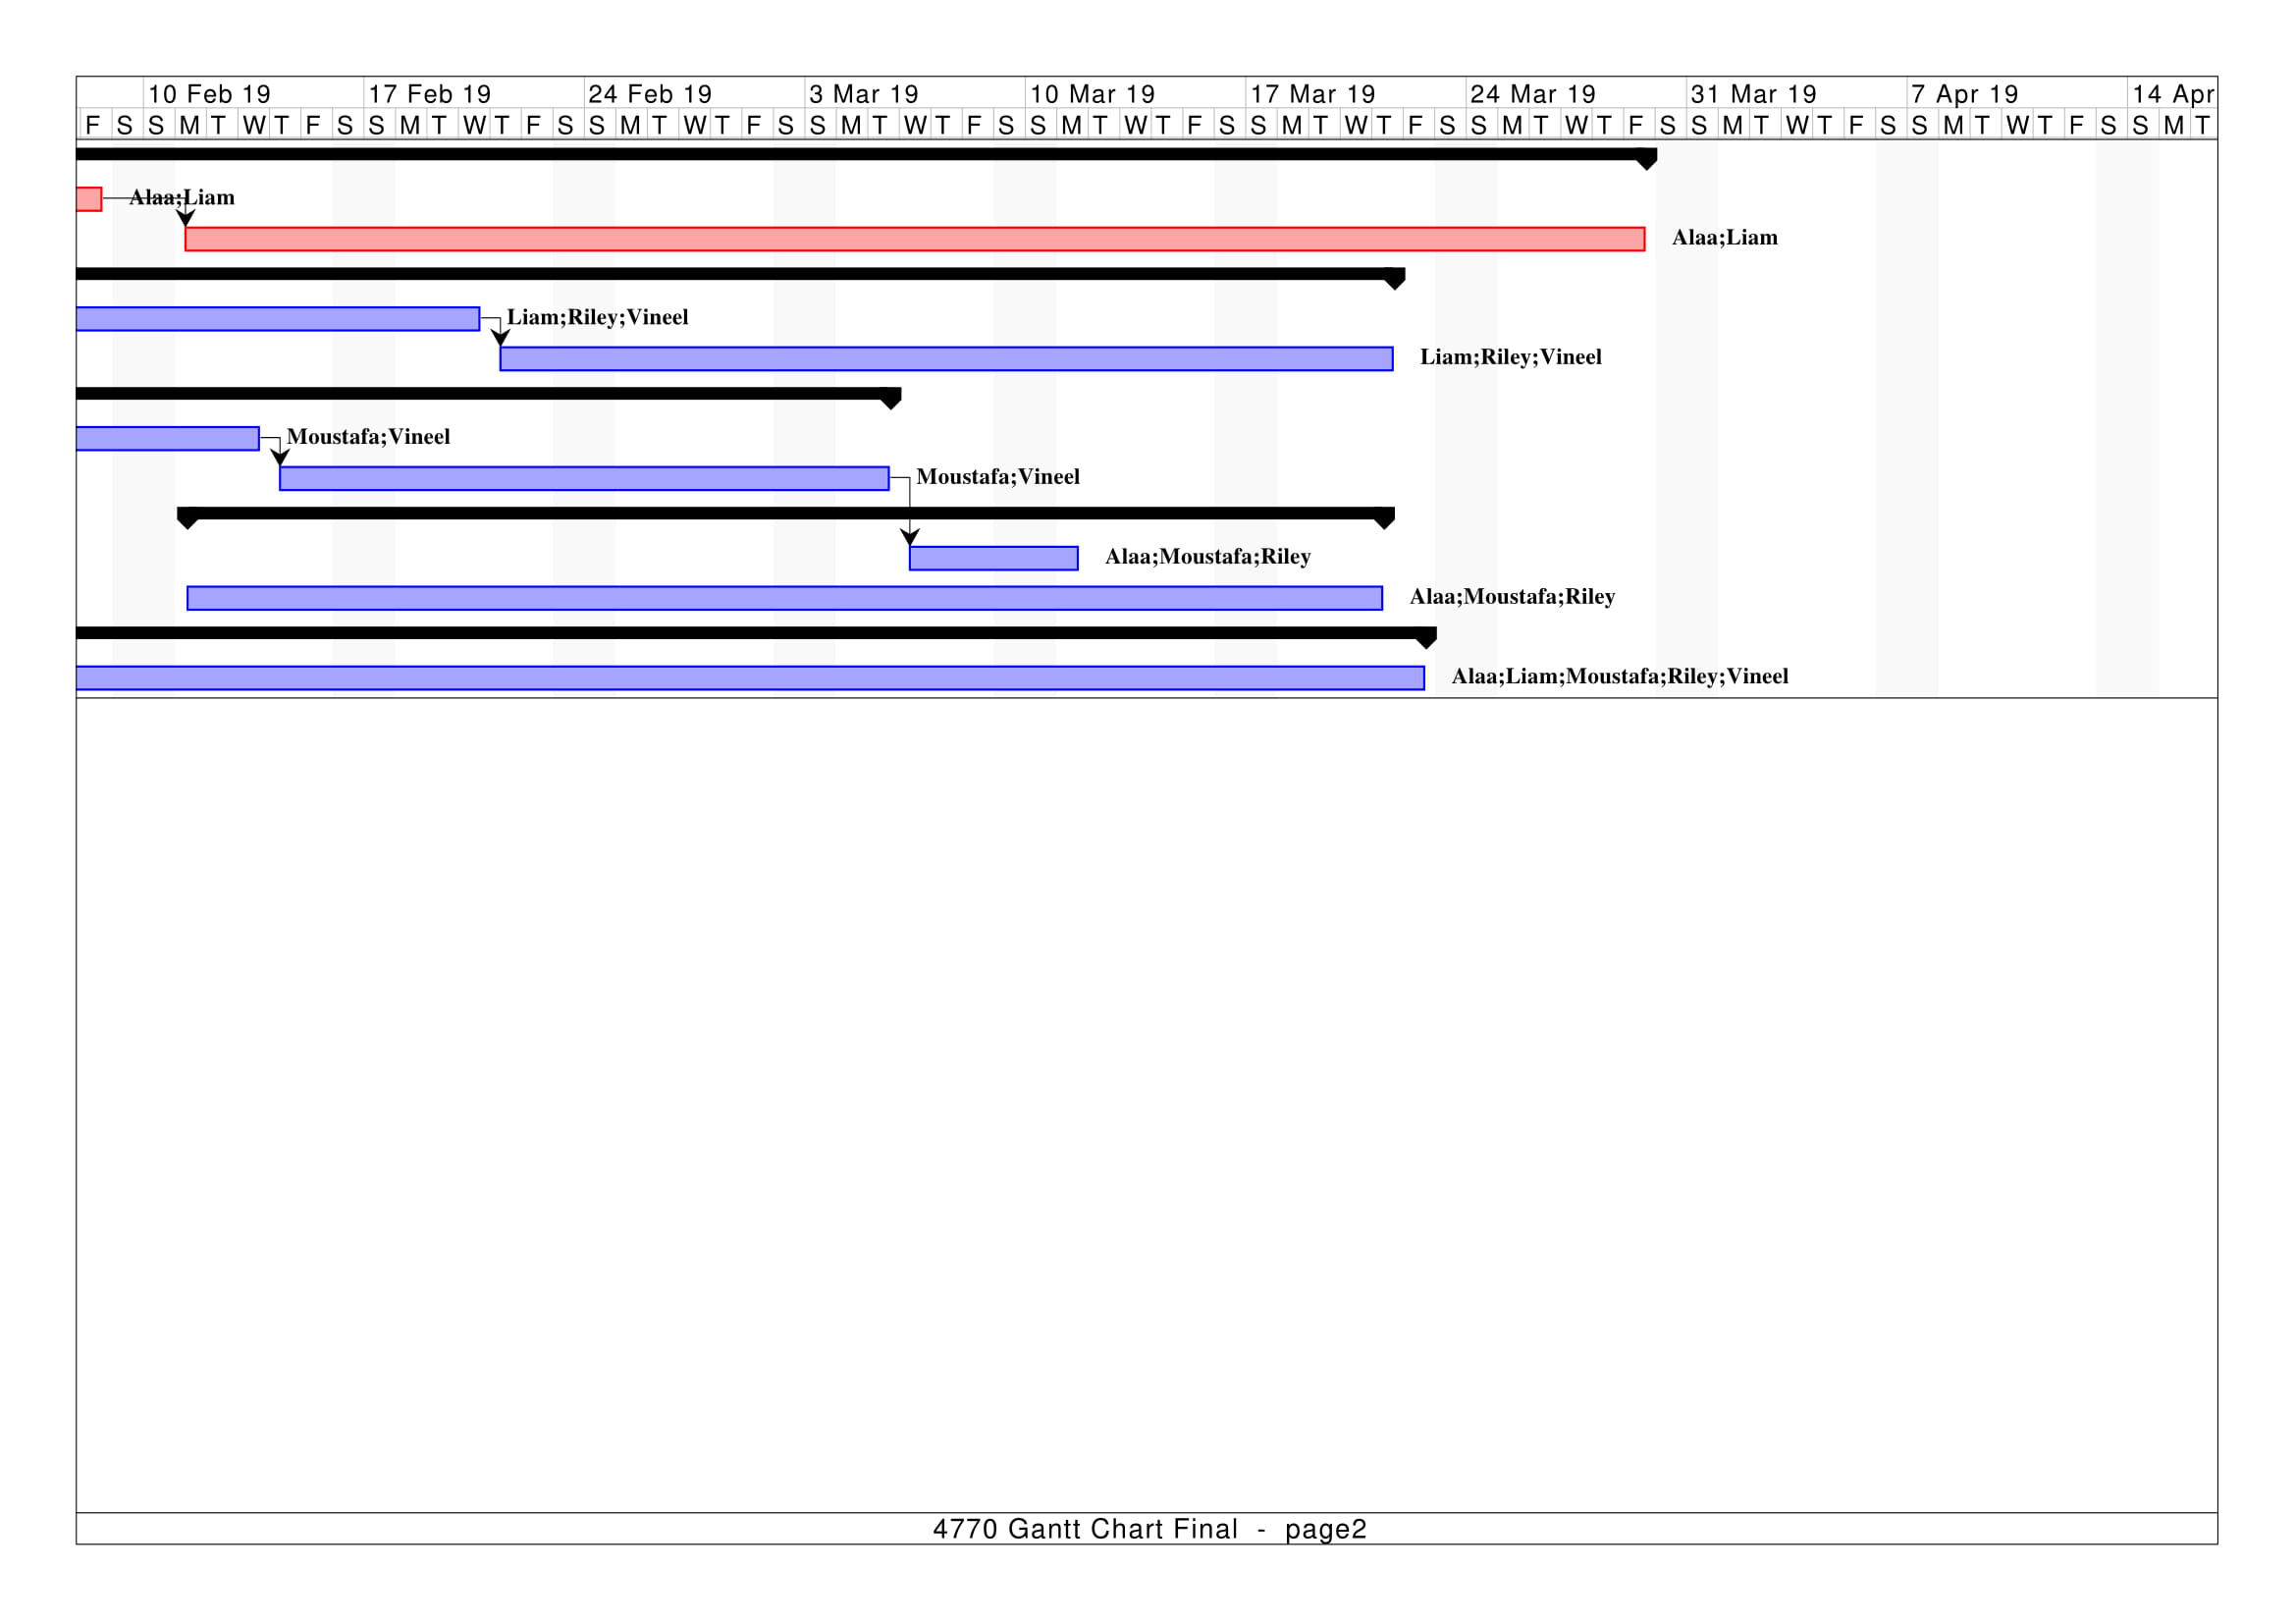 10 Feb 19 17 Feb 19 24 Feb 19 3 Mar 19 10 Mar 19 17 Mar 19 24 Mar 19 31 Mar 19 7 Apr 19 14 Apr
F S S M T W T F S S M T W T F S S M T W T F S S M T W T F S S M T W T F S S M T W T F S S M T W T F S S M T W T F S S M T W T F S S M T
Alaa;Liam
Alaa;Liam
Liam;Riley;Vineel
Liam;Riley;Vineel
Moustafa;Vineel
Moustafa;Vineel
Alaa;Moustafa;Riley
Alaa;Moustafa;Riley
Alaa;Liam;Moustafa;Riley;Vineel
4770 Gantt Chart Final - page2